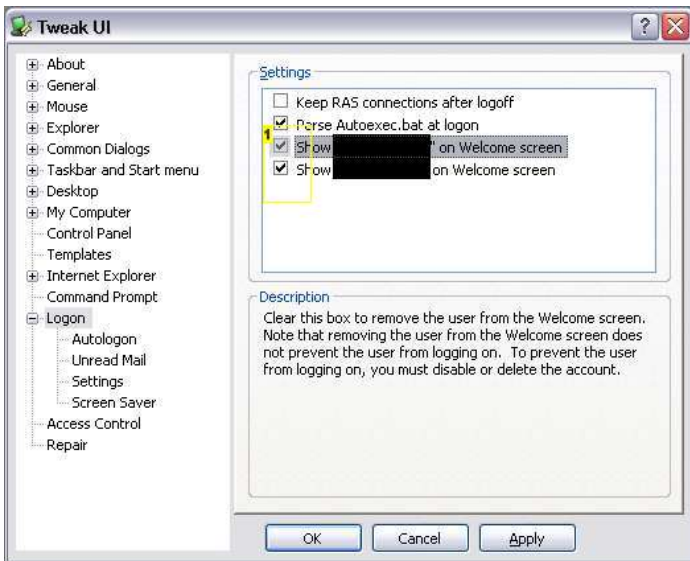 Tweak UI
About
General
Mouse
Explorer
Common Dialogs
Taskbar and Start menu
Desktop
My Computer
Control Panel
Templates
Internet Explorer
Command Prompt
Logon
Autologon
Unread Mail
Settings
Screen Saver
Access Control
Repair
Settings
Keep RAS connections after logoff
Parse Autoexec.bat at logon
1
Show " on Welcome screen
Show on Welcome screen
Description
Clear this box to remove the user from the Welcome screen.
Note that removing the user from the Welcome screen does
not prevent the user from logging on. To prevent the user
from logging on, you must disable or delete the account.
OK Cancel Apply